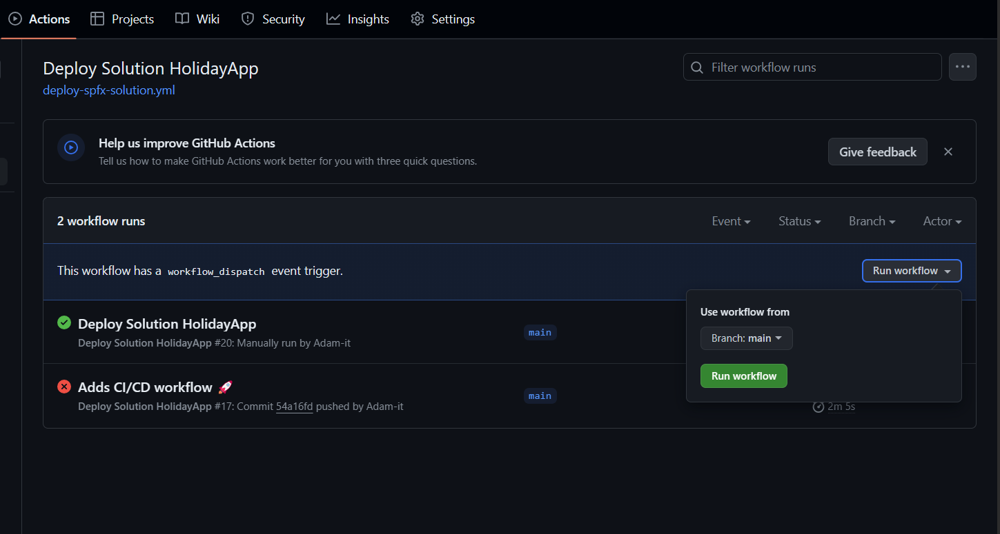 Actions Projects Wiki Security Insights Settings
Deploy Solution HolidayApp
Filter workflow runs
deploy-spfx-solution.yml
Help us improve GitHub Actions
Tell us how to make GitHub Actions work better for you with three quick questions.
Give feedback
2 workflow runs
Event Status Branch Actor
This workflow has a workflow_dispatch event trigger.
Run workflow
Use workflow from
Branch: main
Run workflow
Deploy Solution HolidayApp
Deploy Solution HolidayApp #20: Manually run by Adam-it
main
Adds CI/CD workflow 🚀
Deploy Solution HolidayApp #17: Commit 54a16fd pushed by Adam-it
main
2m 5s